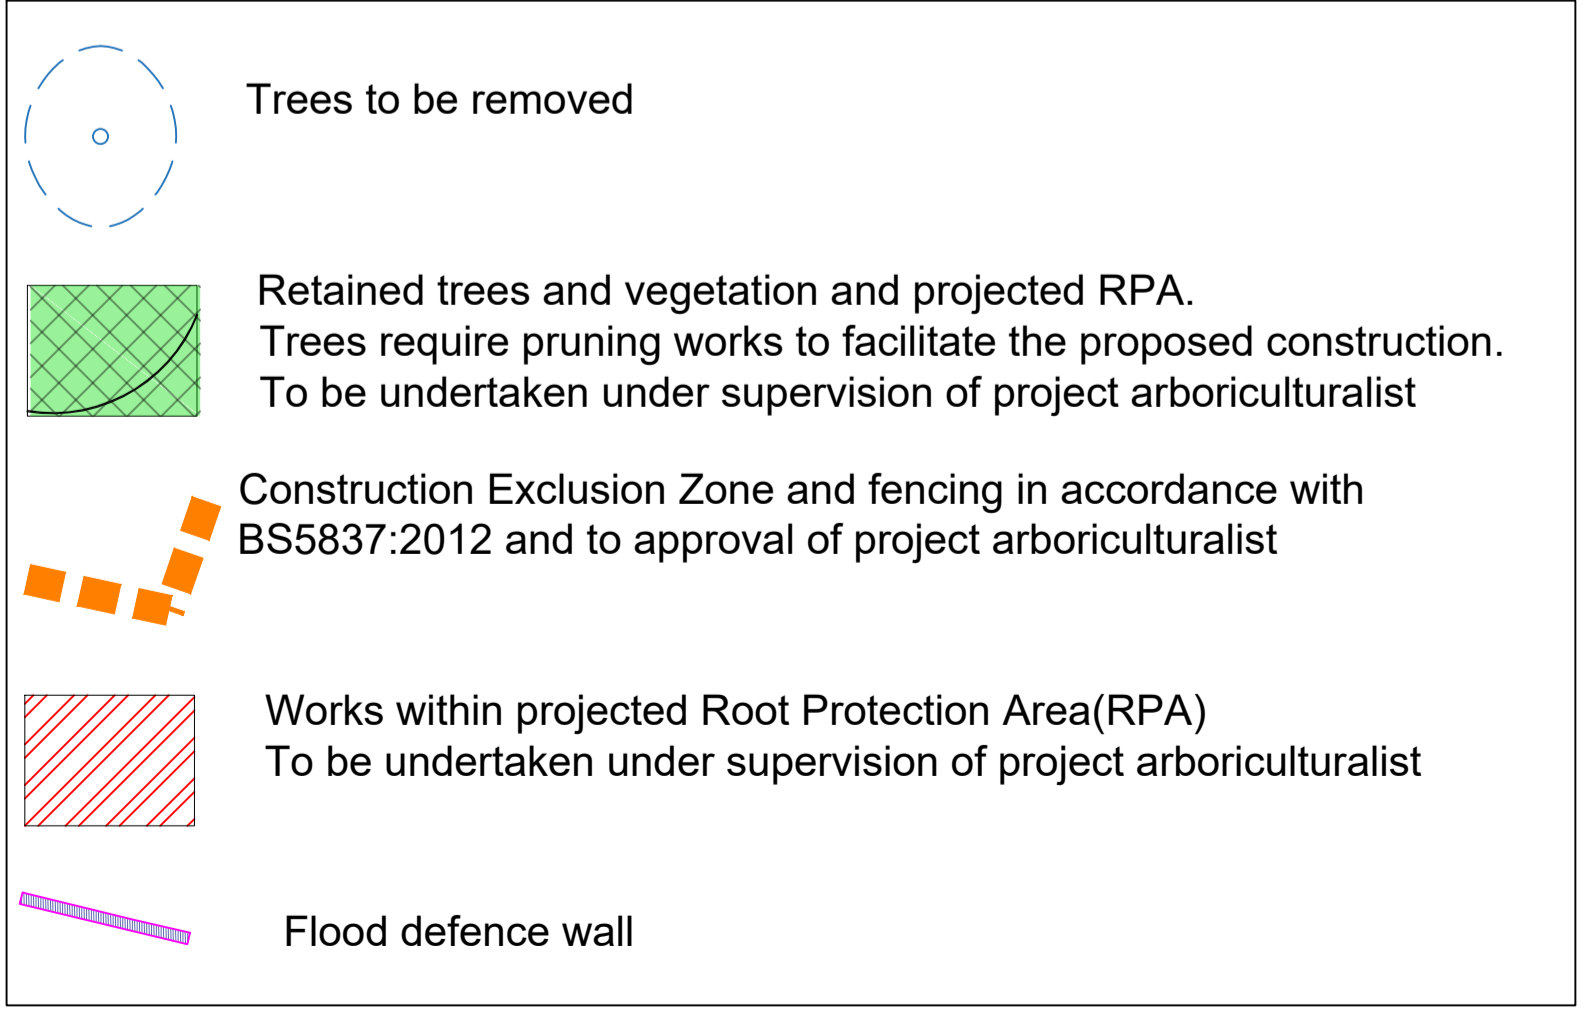 Trees to be removed
Retained trees and vegetation and projected RPA.
Trees require pruning works to facilitate the proposed construction.
To be undertaken under supervision of project arboriculturalist
Construction Exclusion Zone and fencing in accordance with
BS5837:2012 and to approval of project arboriculturalist
Works within projected Root Protection Area(RPA)
To be undertaken under supervision of project arboriculturalist
Flood defence wall